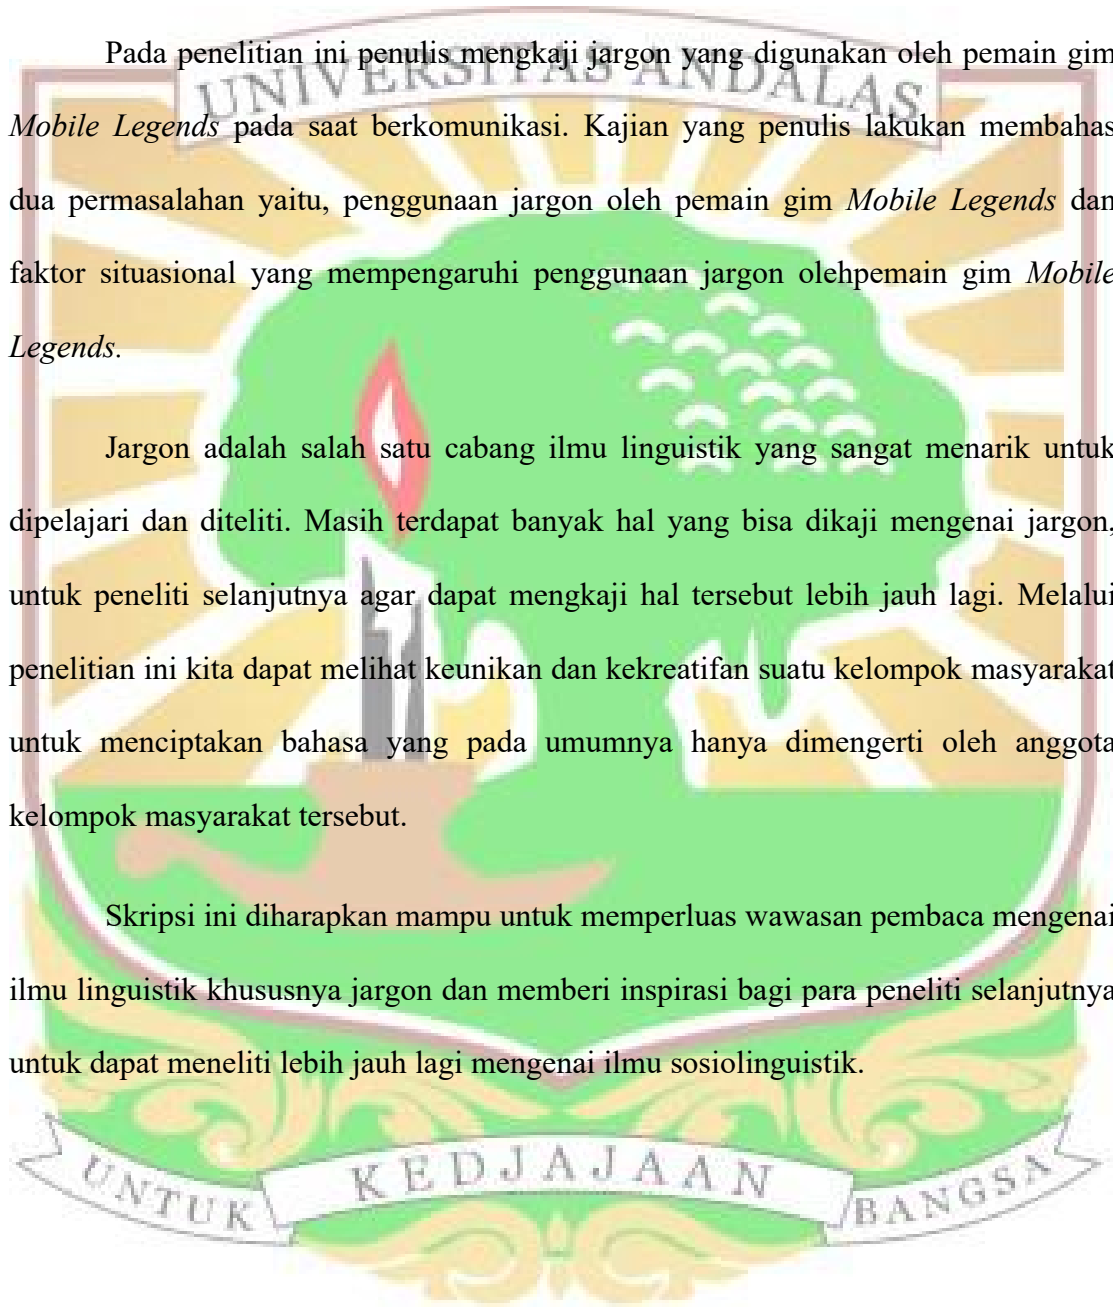 Pada penelitian ini penulis mengkaji jargon yang digunakan oleh pemain gim
UNIVERSITAS ANDALAS
Mobile Legends pada saat berkomunikasi. Kajian yang penulis lakukan membahas
dua permasalahan yaitu, penggunaan jargon oleh pemain gim Mobile Legends dan
faktor situasional yang mempengaruhi penggunaan jargon olehpemain gim Mobile
Legends.
Jargon adalah salah satu cabang ilmu linguistik yang sangat menarik untuk
dipelajari dan diteliti. Masih terdapat banyak hal yang bisa dikaji mengenai jargon,
untuk peneliti selanjutnya agar dapat mengkaji hal tersebut lebih jauh lagi. Melalui
penelitian ini kita dapat melihat keunikan dan kekreatifan suatu kelompok masyarakat
untuk menciptakan bahasa yang pada umumnya hanya dimengerti oleh anggota
kelompok masyarakat tersebut.
Skripsi ini diharapkan mampu untuk memperluas wawasan pembaca mengenai
ilmu linguistik khususnya jargon dan memberi inspirasi bagi para peneliti selanjutnya
untuk dapat meneliti lebih jauh lagi mengenai ilmu sosiolinguistik.
UNTUK KEDJAJAAN BANGSA